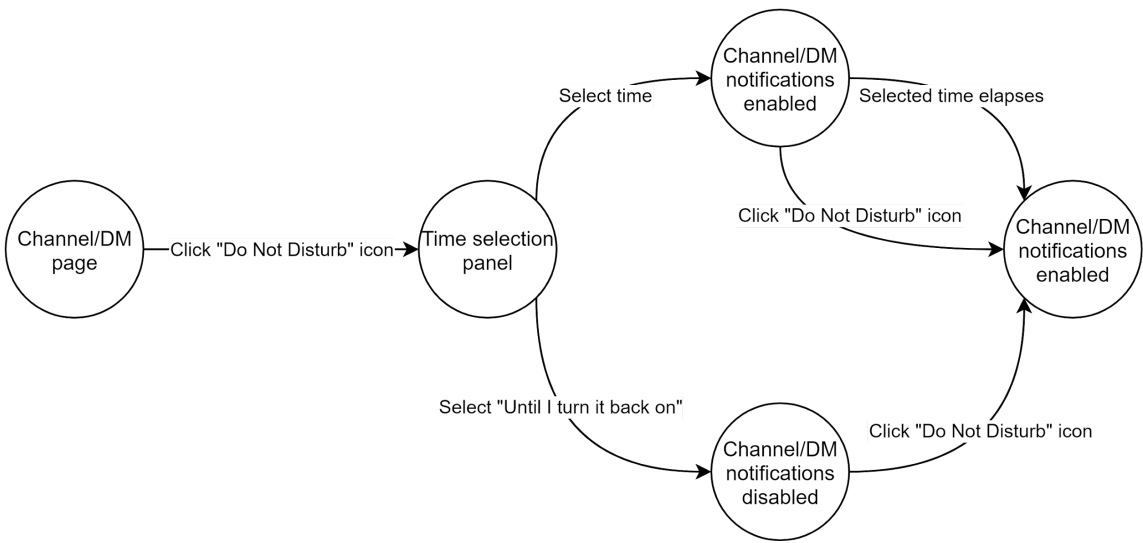 Channel/DM
page
Click "Do Not Disturb" icon
Time selection
panel
Select time
Channel/DM
notifications
enabled
Selected time elapses
Click "Do Not Disturb" icon
Channel/DM
notifications
enabled
Select "Until I turn it back on"
Channel/DM
notifications
disabled
Click "Do Not Disturb" icon